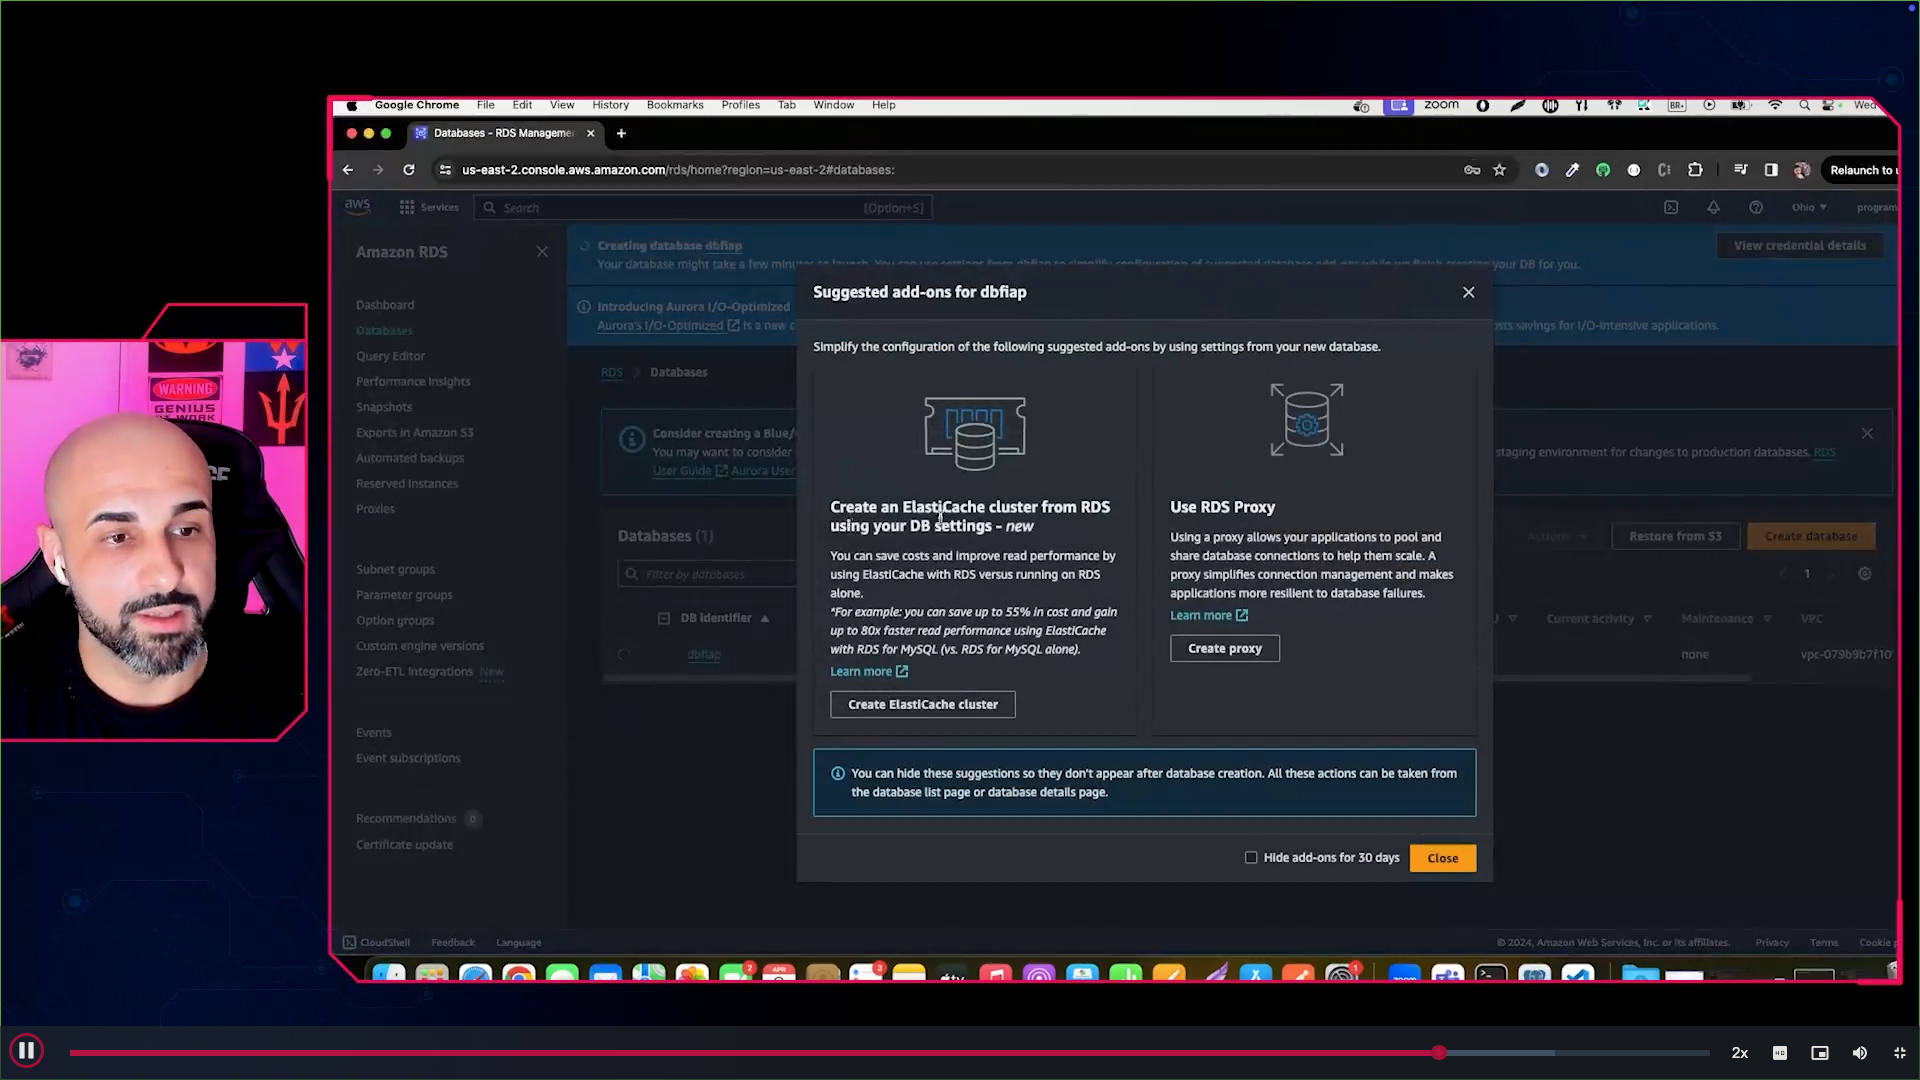 Google Chrome File Edit View History Bookmarks Profiles Tab Window Help
zoom
Wed
Databases - RDS Manageme
us-east-2.console.aws.amazon.com/rds/home?region=us-east-2#databases:
Relaunch to u
aws
Services
Search
[Option+S]
Ohio
program
Amazon RDS
Dashboard
Databases
Query Editor
Performance Insights
Snapshots
Exports in Amazon S3
Automated backups
Reserved Instances
Proxies
Subnet groups
Parameter groups
Option groups
Custom engine versions
Zero-ETL Integrations New
Events
Event subscriptions
Recommendations 0
Certificate update
Creating database dbfiap
View credential details
Your database might take a few minutes to launch. You can use settings from dbfiap to simplify configuration of suggested database add-ons while we finish creating your DB for you.
Introducing Aurora I/O-Optimized
Aurora's I/O-Optimized is a new c
sts savings for I/O-intensive applications.
RDS > Databases
Consider creating a Blue/
You may want to consider
staging environment for changes to production databases. RDS
User Guide Aurora User
Databases (1)
Actions
Restore from S3
Create database
Filter by databases
1
DB identifier
Current activity
Maintenance
VPC
dbfiap
none
vpc-079b9b7f10
Suggested add-ons for dbfiap
Simplify the configuration of the following suggested add-ons by using settings from your new database.
Create an ElastiCache cluster from RDS
using your DB settings - new
You can save costs and improve read performance by
using ElastiCache with RDS versus running on RDS
alone.
*For example: you can save up to 55% in cost and gain
up to 80x faster read performance using ElastiCache
with RDS for MySQL (vs. RDS for MySQL alone).
Learn more
Create ElastiCache cluster
Use RDS Proxy
Using a proxy allows your applications to pool and
share database connections to help them scale. A
proxy simplifies connection management and makes
applications more resilient to database failures.
Learn more
Create proxy
You can hide these suggestions so they don't appear after database creation. All these actions can be taken from
the database list page or database details page.
Hide add-ons for 30 days
Close
CloudShell Feedback Language
© 2024, Amazon Web Services, Inc. or its affiliates. Privacy Terms Cookie p
WARNING
GENIUS
AT WORK
APR
2x